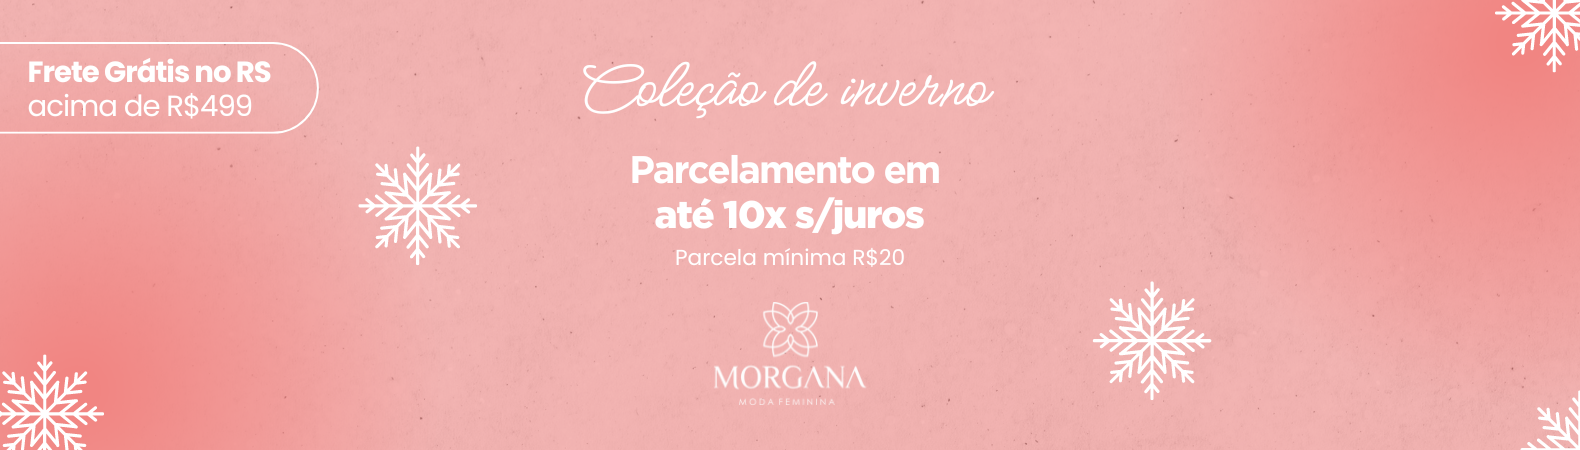 Frete Grátis no RS
acima de R$499
Coleção de inverno
Parcelamento em
até 10x s/juros
Parcela mínima R$20
MORGANA
MODA FEMININA